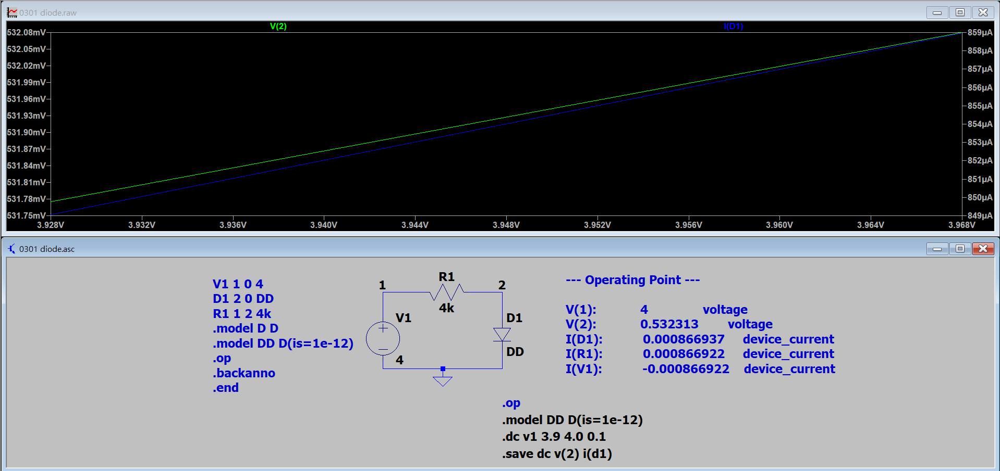 0301 diode.raw
V(2) I(D1)
532.08mV 859µA
532.05mV 858µA
532.02mV 857µA
531.99mV 856µA
531.96mV 855µA
531.93mV 854µA
531.90mV 853µA
531.87mV 852µA
531.84mV 851µA
531.81mV 850µA
531.78mV 849µA
531.75mV
3.928V 3.932V 3.936V 3.940V 3.944V 3.948V 3.952V 3.956V 3.960V 3.964V 3.968V
0301 diode.asc
V1 1 0 4
D1 2 0 DD
R1 1 2 4k
.model D D
.model DD D(is=1e-12)
.op
.backanno
.end
R1
1 2
4k
V1 D1
DD
4
--- Operating Point ---
V(1): 4 voltage
V(2): 0.532313 voltage
I(D1): 0.000866937 device_current
I(R1): 0.000866922 device_current
I(V1): -0.000866922 device_current
.op
.model DD D(is=1e-12)
.dc v1 3.9 4.0 0.1
.save dc v(2) i(d1)